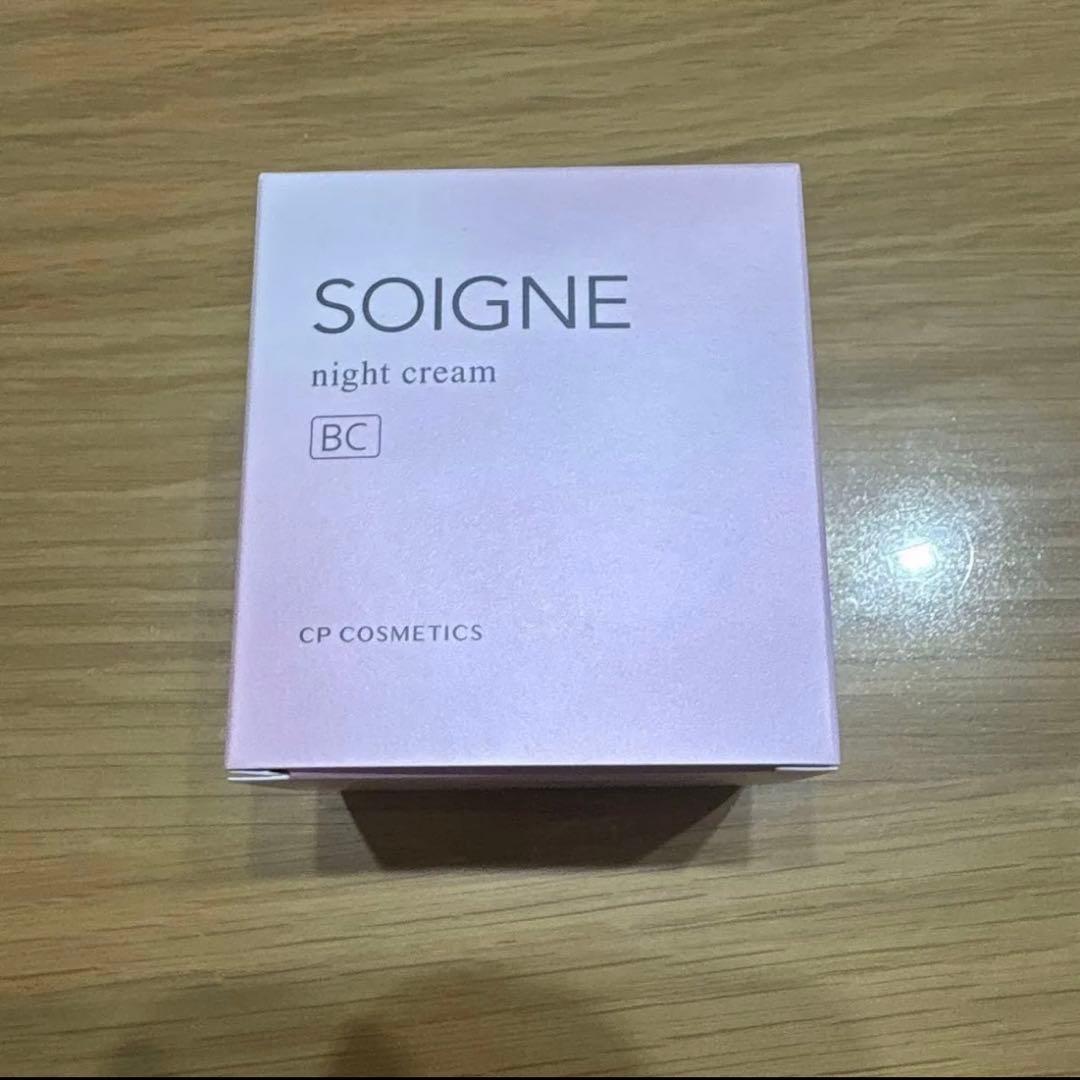 SOIGNE
night cream
BC
CP COSMETICS